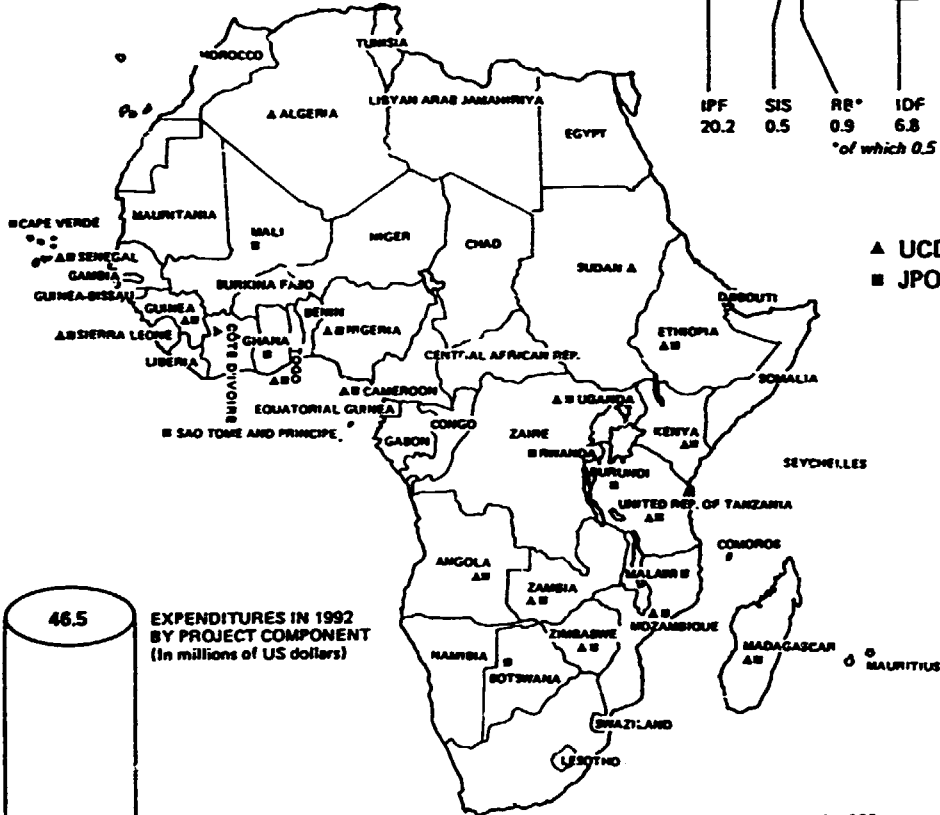 IPF SIS RB* IDF
20.2 0.5 0.9 6.8
*of which 0.5
▲ UCD
■ JPO
MOROCCO
TUNISIA
▲ ALGERIA
LIBYAN ARAB JAMAHIRIYA
EGYPT
MAURITANIA
■ CAPE VERDE
MALI
■
NIGER
CHAD
SUDAN ▲
▲■ SENEGAL
GAMBIA
GUINEA-BISSAU
BURKINA FASO
DJIBOUTI
GUINEA
▲■
BENIN
▲■ NIGERIA
ETHIOPIA
▲■
▲■ SIERRA LEONE
▲
COTE D'IVOIRE
GHANA
■
TOGO
▲■
LIBERIA
CENTRAL AFRICAN REP.
SOMALIA
▲■ CAMEROON
▲■ UGANDA
EQUATORIAL GUINEA
CONGO
KENYA
▲■
■ SAO TOME AND PRINCIPE
GABON
ZAIRE
■ RWANDA
BURUNDI
■
SEYCHELLES
UNITED REP. OF TANZANIA
▲■
COMOROS
ANGOLA
▲■
MALAWI ■
ZAMBIA
▲■
▲■
MOZAMBIQUE
ZIMBABWE
▲■
MADAGASCAR
▲■
MAURITIUS
NAMIBIA
■
BOTSWANA
SWAZILAND
LESOTHO
46.5
EXPENDITURES IN 1992
BY PROJECT COMPONENT
(In millions of US dollars)